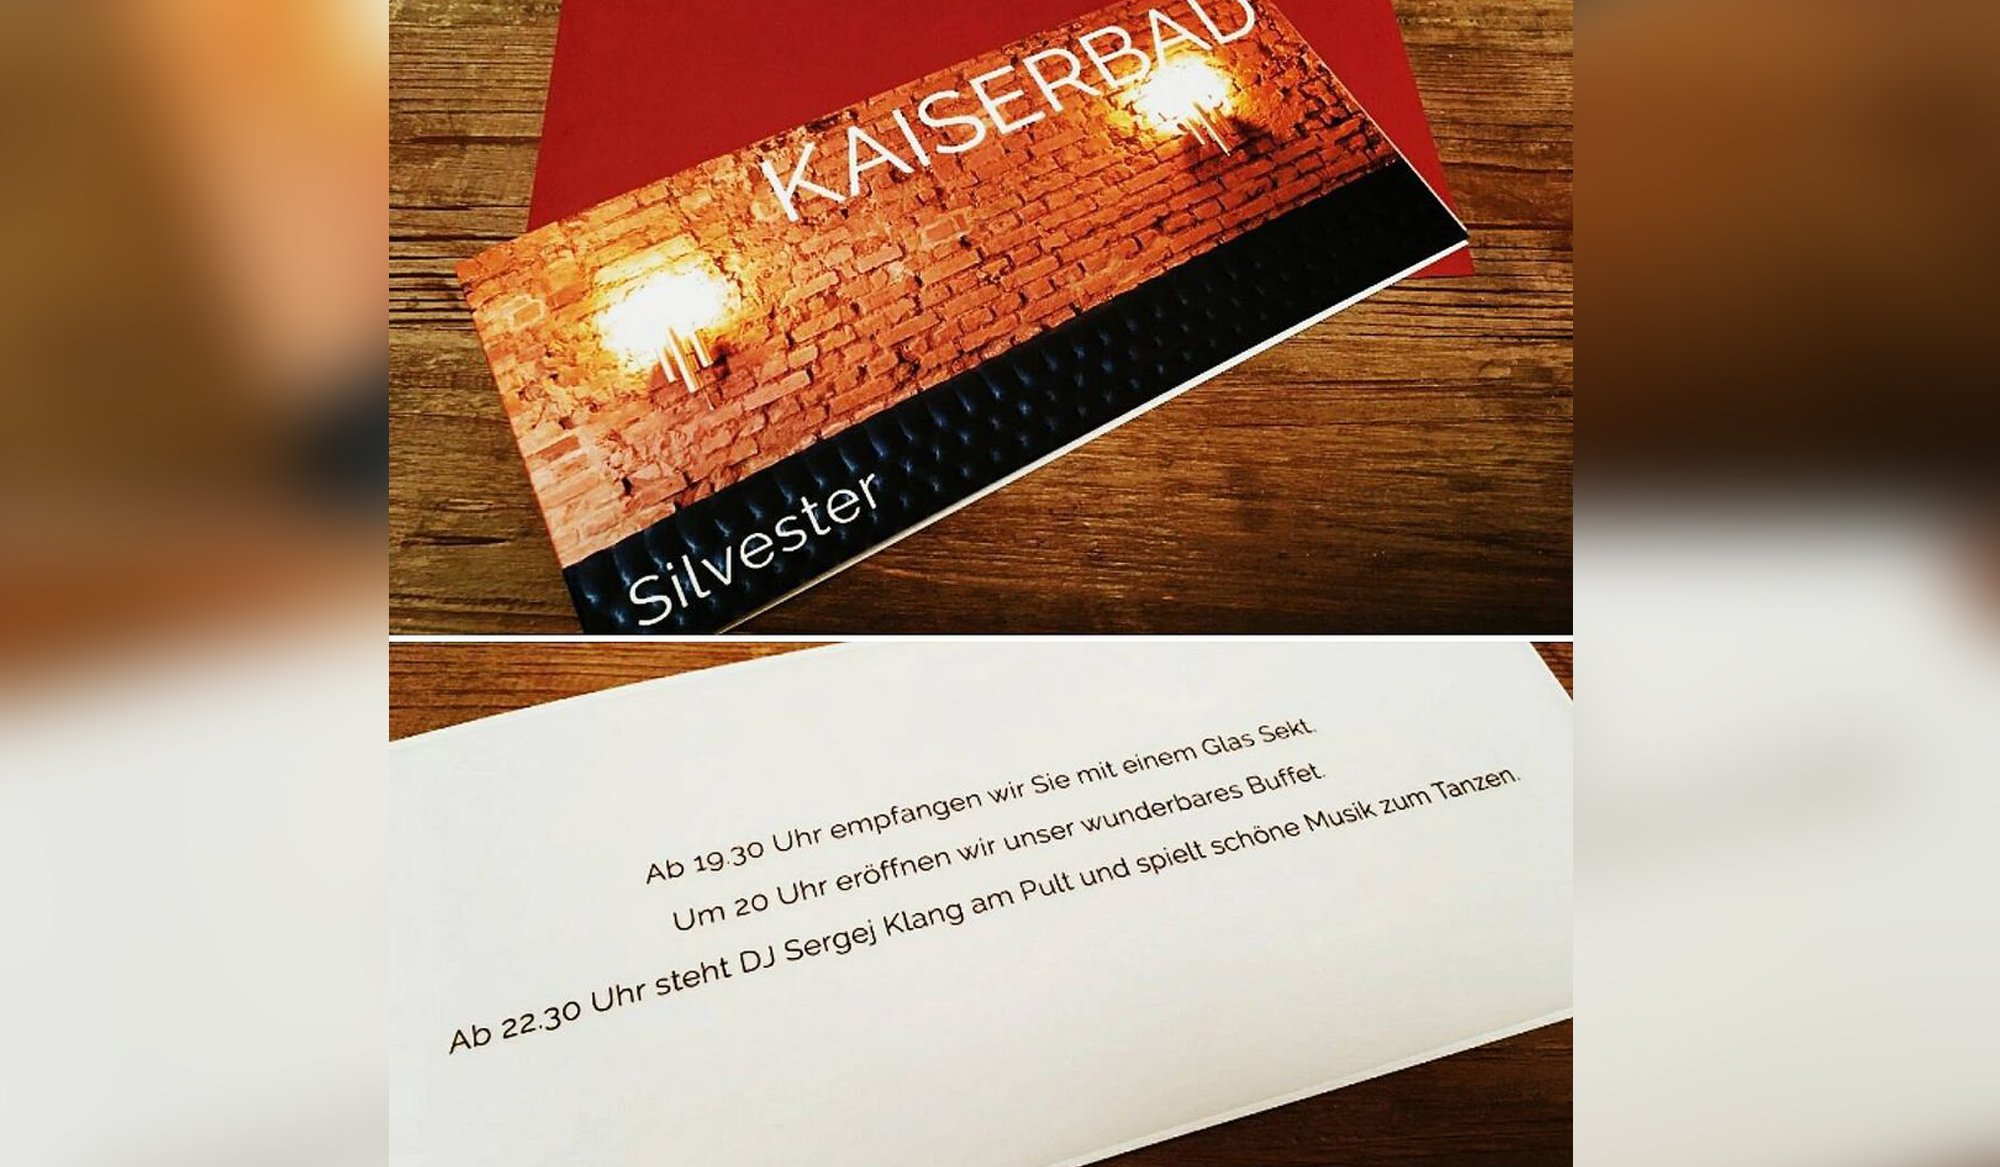 KAISERBAD
Silvester
Ab 19.30 Uhr empfangen wir Sie mit einem Glas Sekt.
Um 20 Uhr eröffnen wir unser wunderbares Buffet.
Ab 22.30 Uhr steht DJ Sergej Klang am Pult und spielt schöne Musik zum Tanzen.